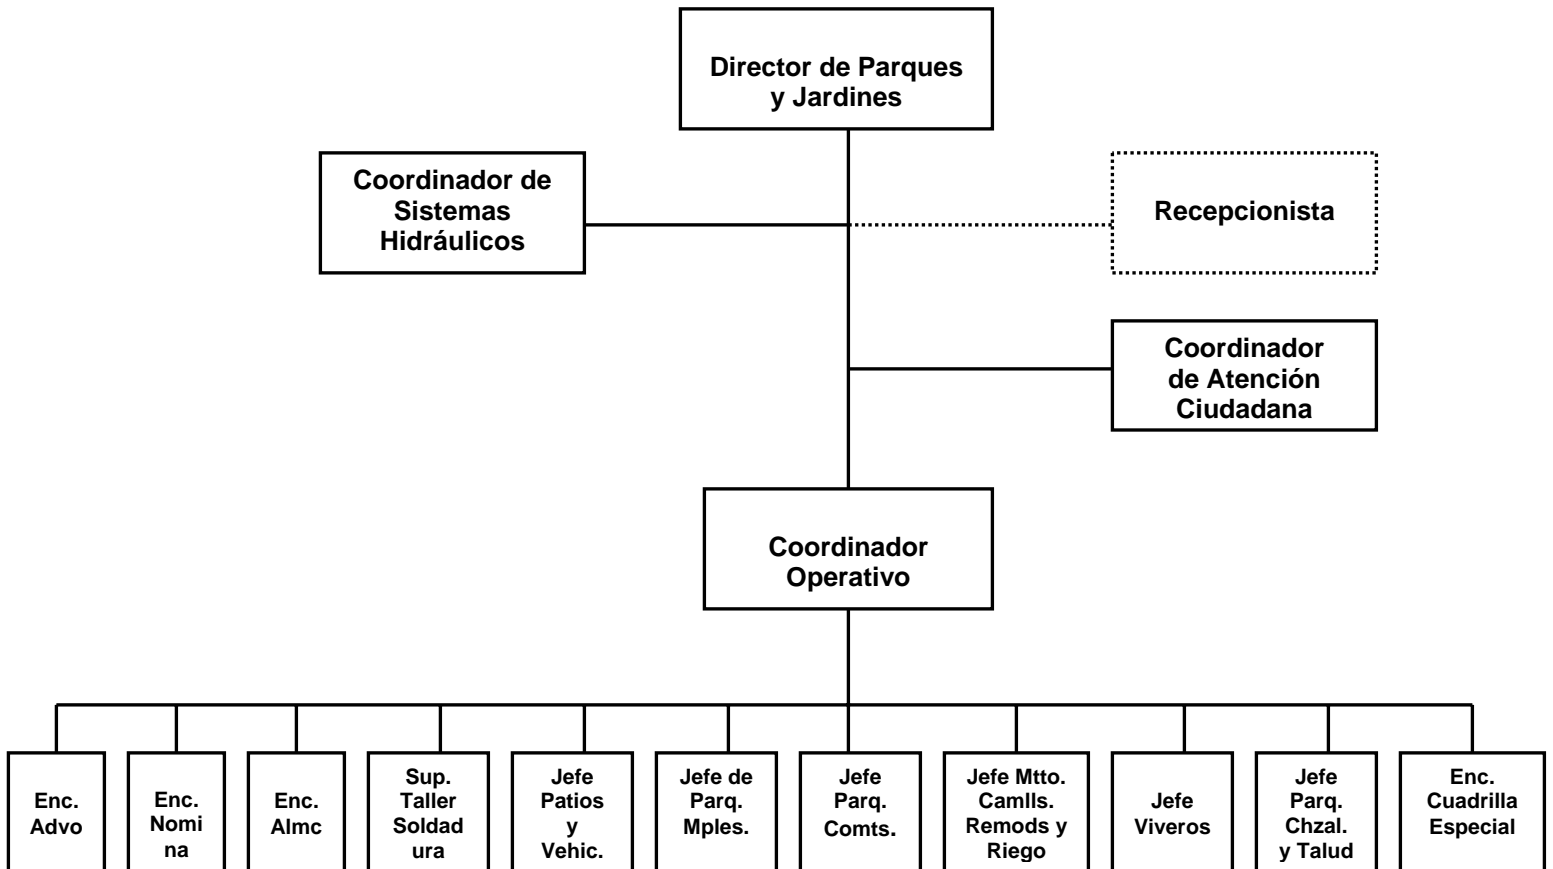 Director de Parques
y Jardines
Coordinador de
Sistemas
Hidráulicos
Recepcionista
Coordinador
de Atención
Ciudadana
Coordinador
Operativo
Enc.
Advo
Enc.
Nomi
na
Enc.
Almc
Sup.
Taller
Soldad
ura
Jefe
Patios
y
Vehic.
Jefe de
Parq.
Mples.
Jefe
Parq.
Comts.
Jefe Mtto.
Camlls.
Remods y
Riego
Jefe
Viveros
Jefe
Parq.
Chzal.
y Talud
Enc.
Cuadrilla
Especial